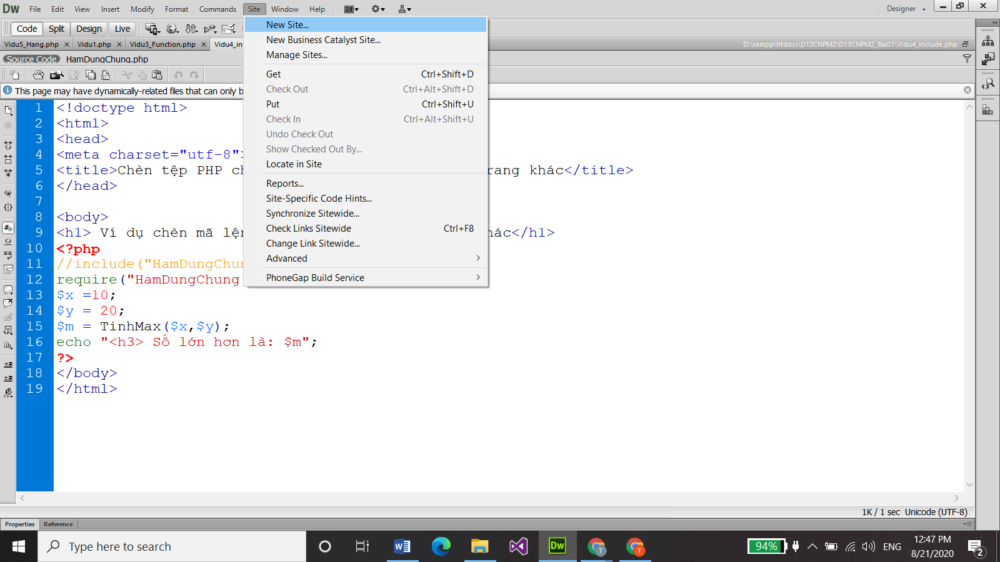 Dw File Edit View Insert Modify Format Commands Site Window Help Designer
Code Split Design Live
New Site...
New Business Catalyst Site...
Manage Sites...
Get Ctrl+Shift+D
Check Out Ctrl+Alt+Shift+D
Put Ctrl+Shift+U
Check In Ctrl+Alt+Shift+U
Undo Check Out
Show Checked Out By...
Locate in Site
Reports...
Site-Specific Code Hints...
Synchronize Sitewide...
Check Links Sitewide Ctrl+F8
Change Link Sitewide...
Advanced
PhoneGap Build Service
Vidu5_Hang.php Vidu1.php Vidu3_Function.php Vidu4_in D:\xampp\htdocs\D13CNPM2\D13CNPM2_Bai01\Vidu4_include.php
Source Code HamDungChung.php
This page may have dynamically-related files that can only b
1 <!doctype html>
2 <html>
3 <head>
4 <meta charset="utf-8">
5 <title>Chèn tệp PHP ch rang khác</title>
6 </head>
7
8 <body>
9 <h1> Ví dụ chèn mã lện hác</h1>
10 <?php
11 //include("HamDungChun
12 require("HamDungChung
13 $x =10;
14 $y = 20;
15 $m = TinhMax($x,$y);
16 echo "<h3> Số lớn hơn là: $m";
17 ?>
18 </body>
19 </html>
1K / 1 sec Unicode (UTF-8)
Properties Reference
Type here to search
94% ENG
12:47 PM
8/21/2020
2